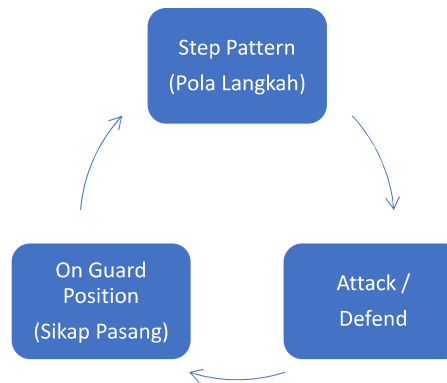 Step Pattern
(Pola Langkah)
Attack /
Defend
On Guard
Position
(Sikap Pasang)